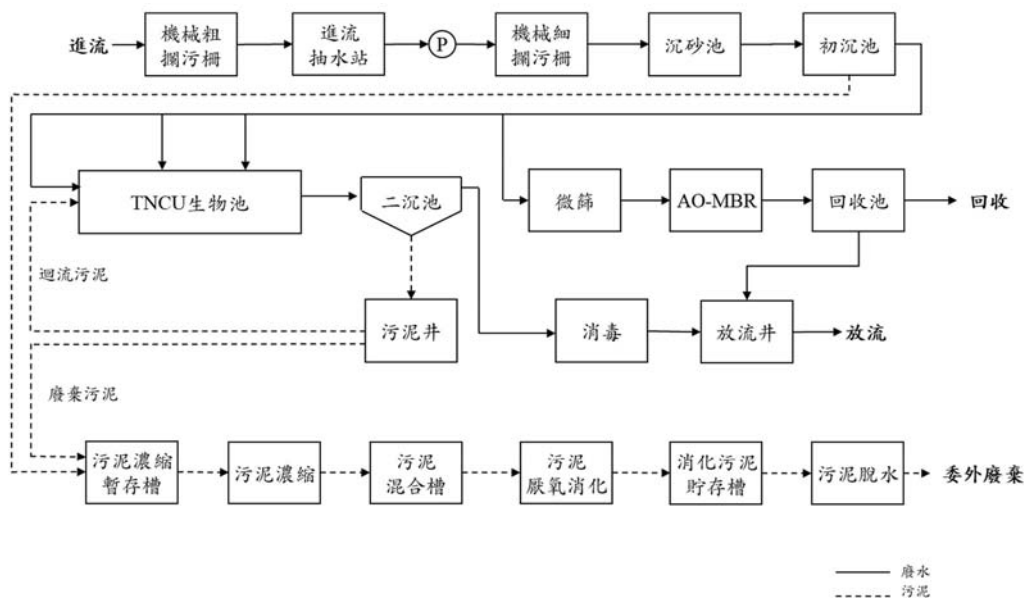 進流
機械粗
攔污柵
進流
抽水站
P
機械細
攔污柵
沉砂池
初沉池
TNCU生物池
二沉池
微篩
AO-MBR
回收池
回收
迴流污泥
污泥井
消毒
放流井
放流
廢棄污泥
污泥濃縮
暫存槽
污泥濃縮
污泥
混合槽
污泥
厭氧消化
消化污泥
貯存槽
污泥脫水
委外廢棄
廢水
污泥